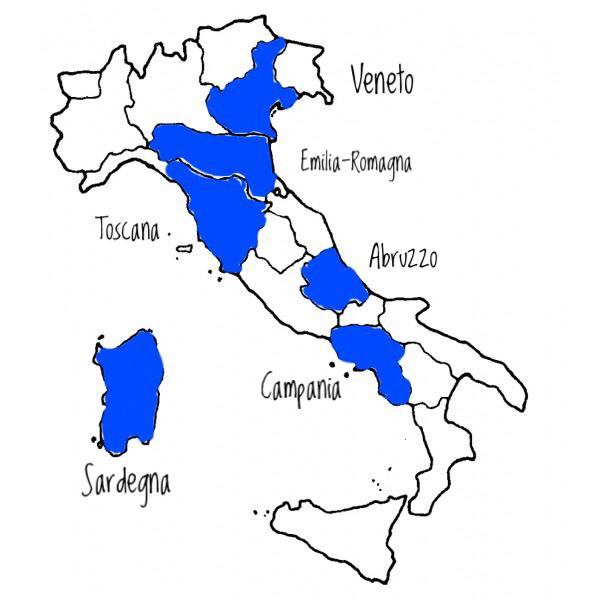 Veneto
Emilia-Romagna
Toscana
Abruzzo
Campania
Sardegna